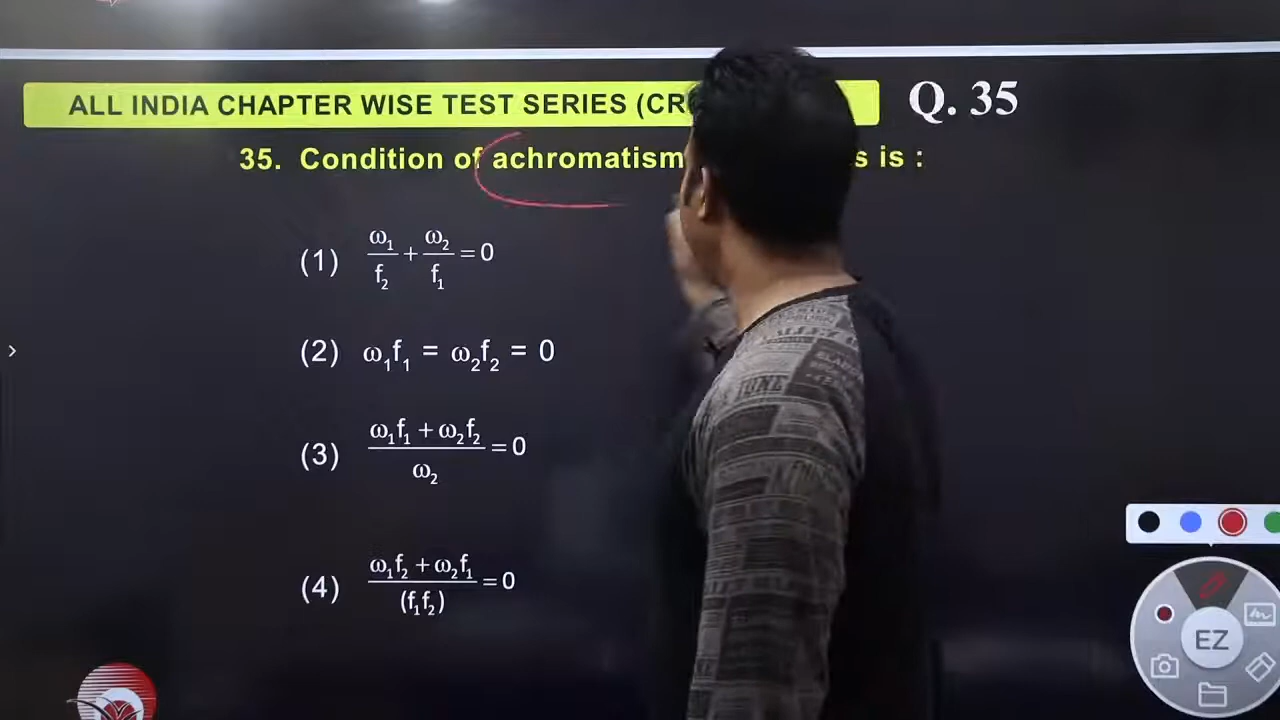 ALL INDIA CHAPTER WISE TEST SERIES
Q. 35
35. Condition of achromatism is :
(1) ω₁/f₂ + ω₂/f₁ = 0
(2) ω₁f₁ = ω₂f₂ = 0
(3) (ω₁f₁ + ω₂f₂)/ω₂ = 0
(4) (ω₁f₂ + ω₂f₁)/(f₁f₂) = 0
EZ